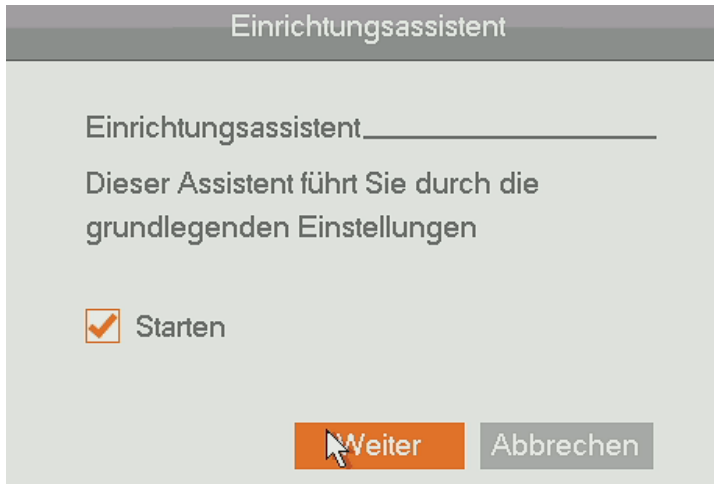 Einrichtungsassistent
Einrichtungsassistent
Dieser Assistent führt Sie durch die
grundlegenden Einstellungen
Starten
Weiter Abbrechen